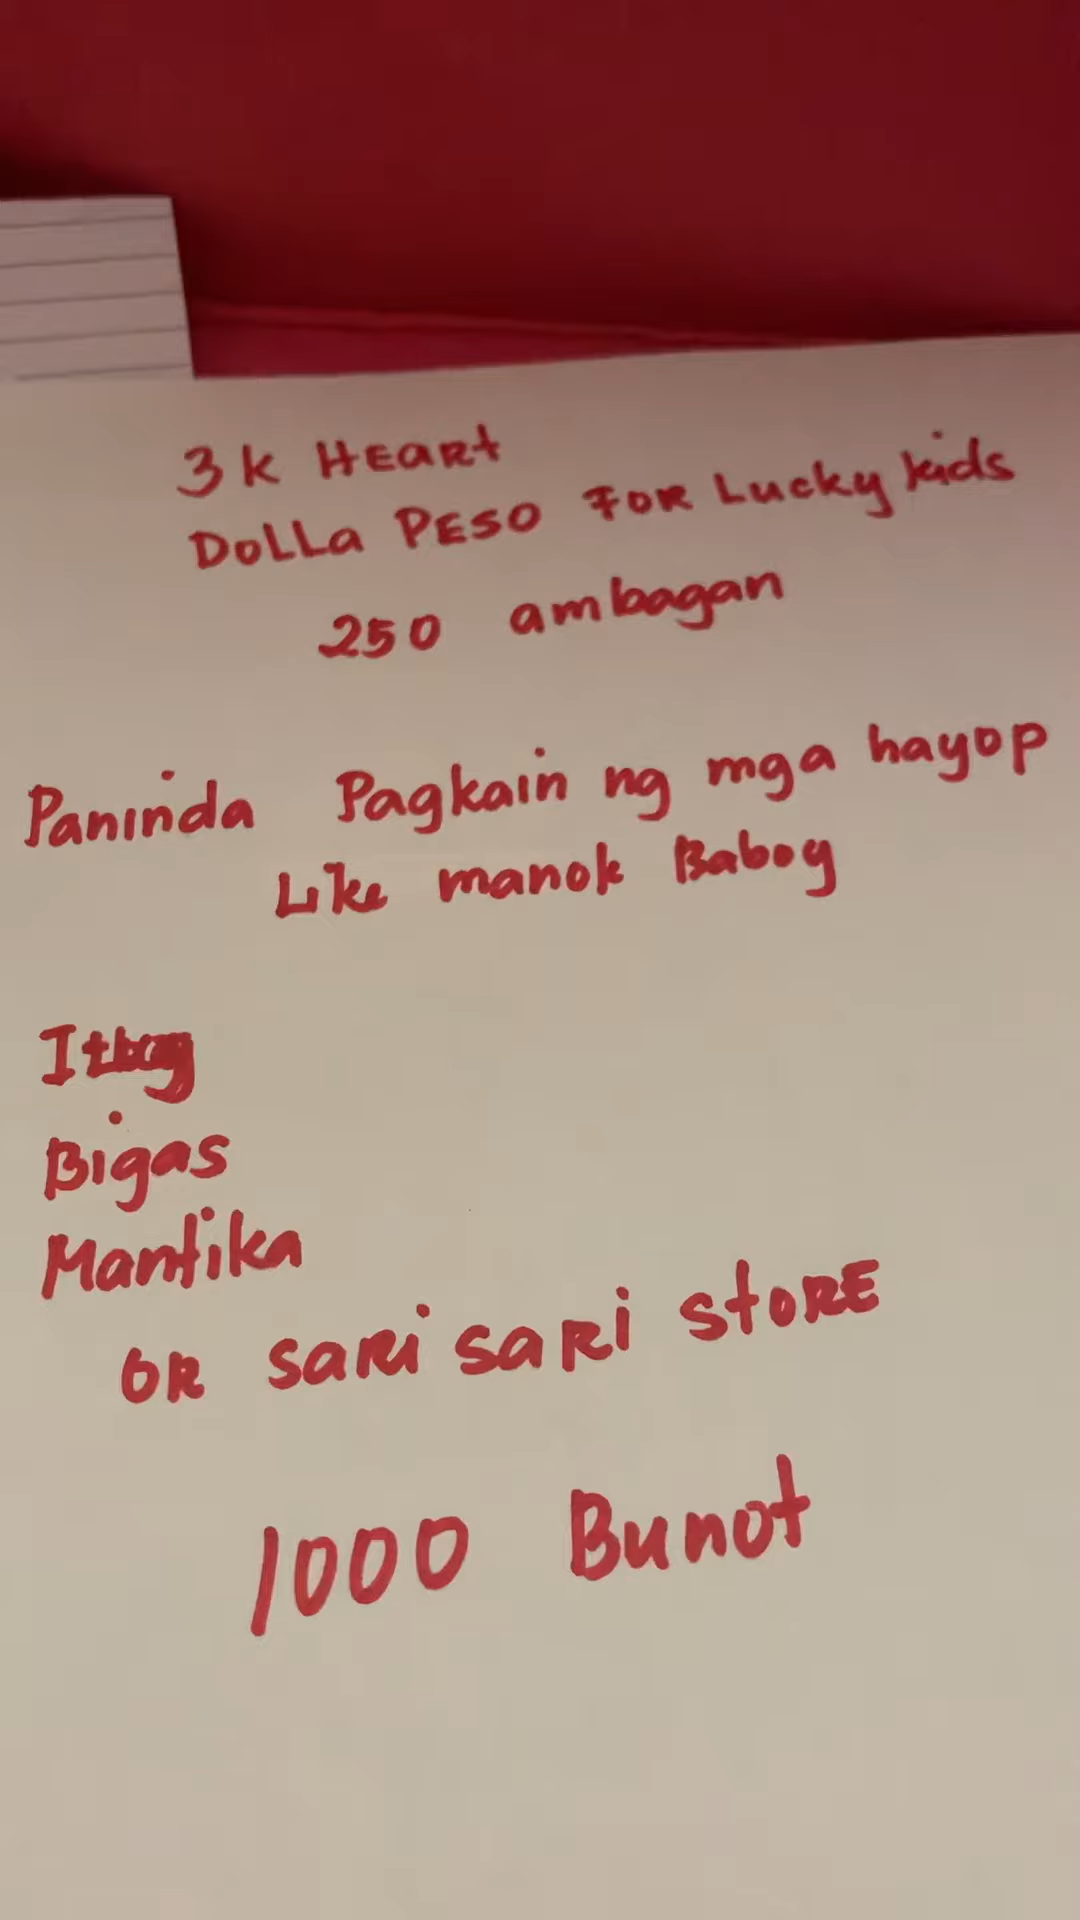 3K HEART
DOLLA PESO FOR Lucky kids
250 ambagan
Paninda Pagkain ng mga hayop
Like manok Baboy
Bigas
Mantika
OR SARI SARI STORE
1000 Bunot